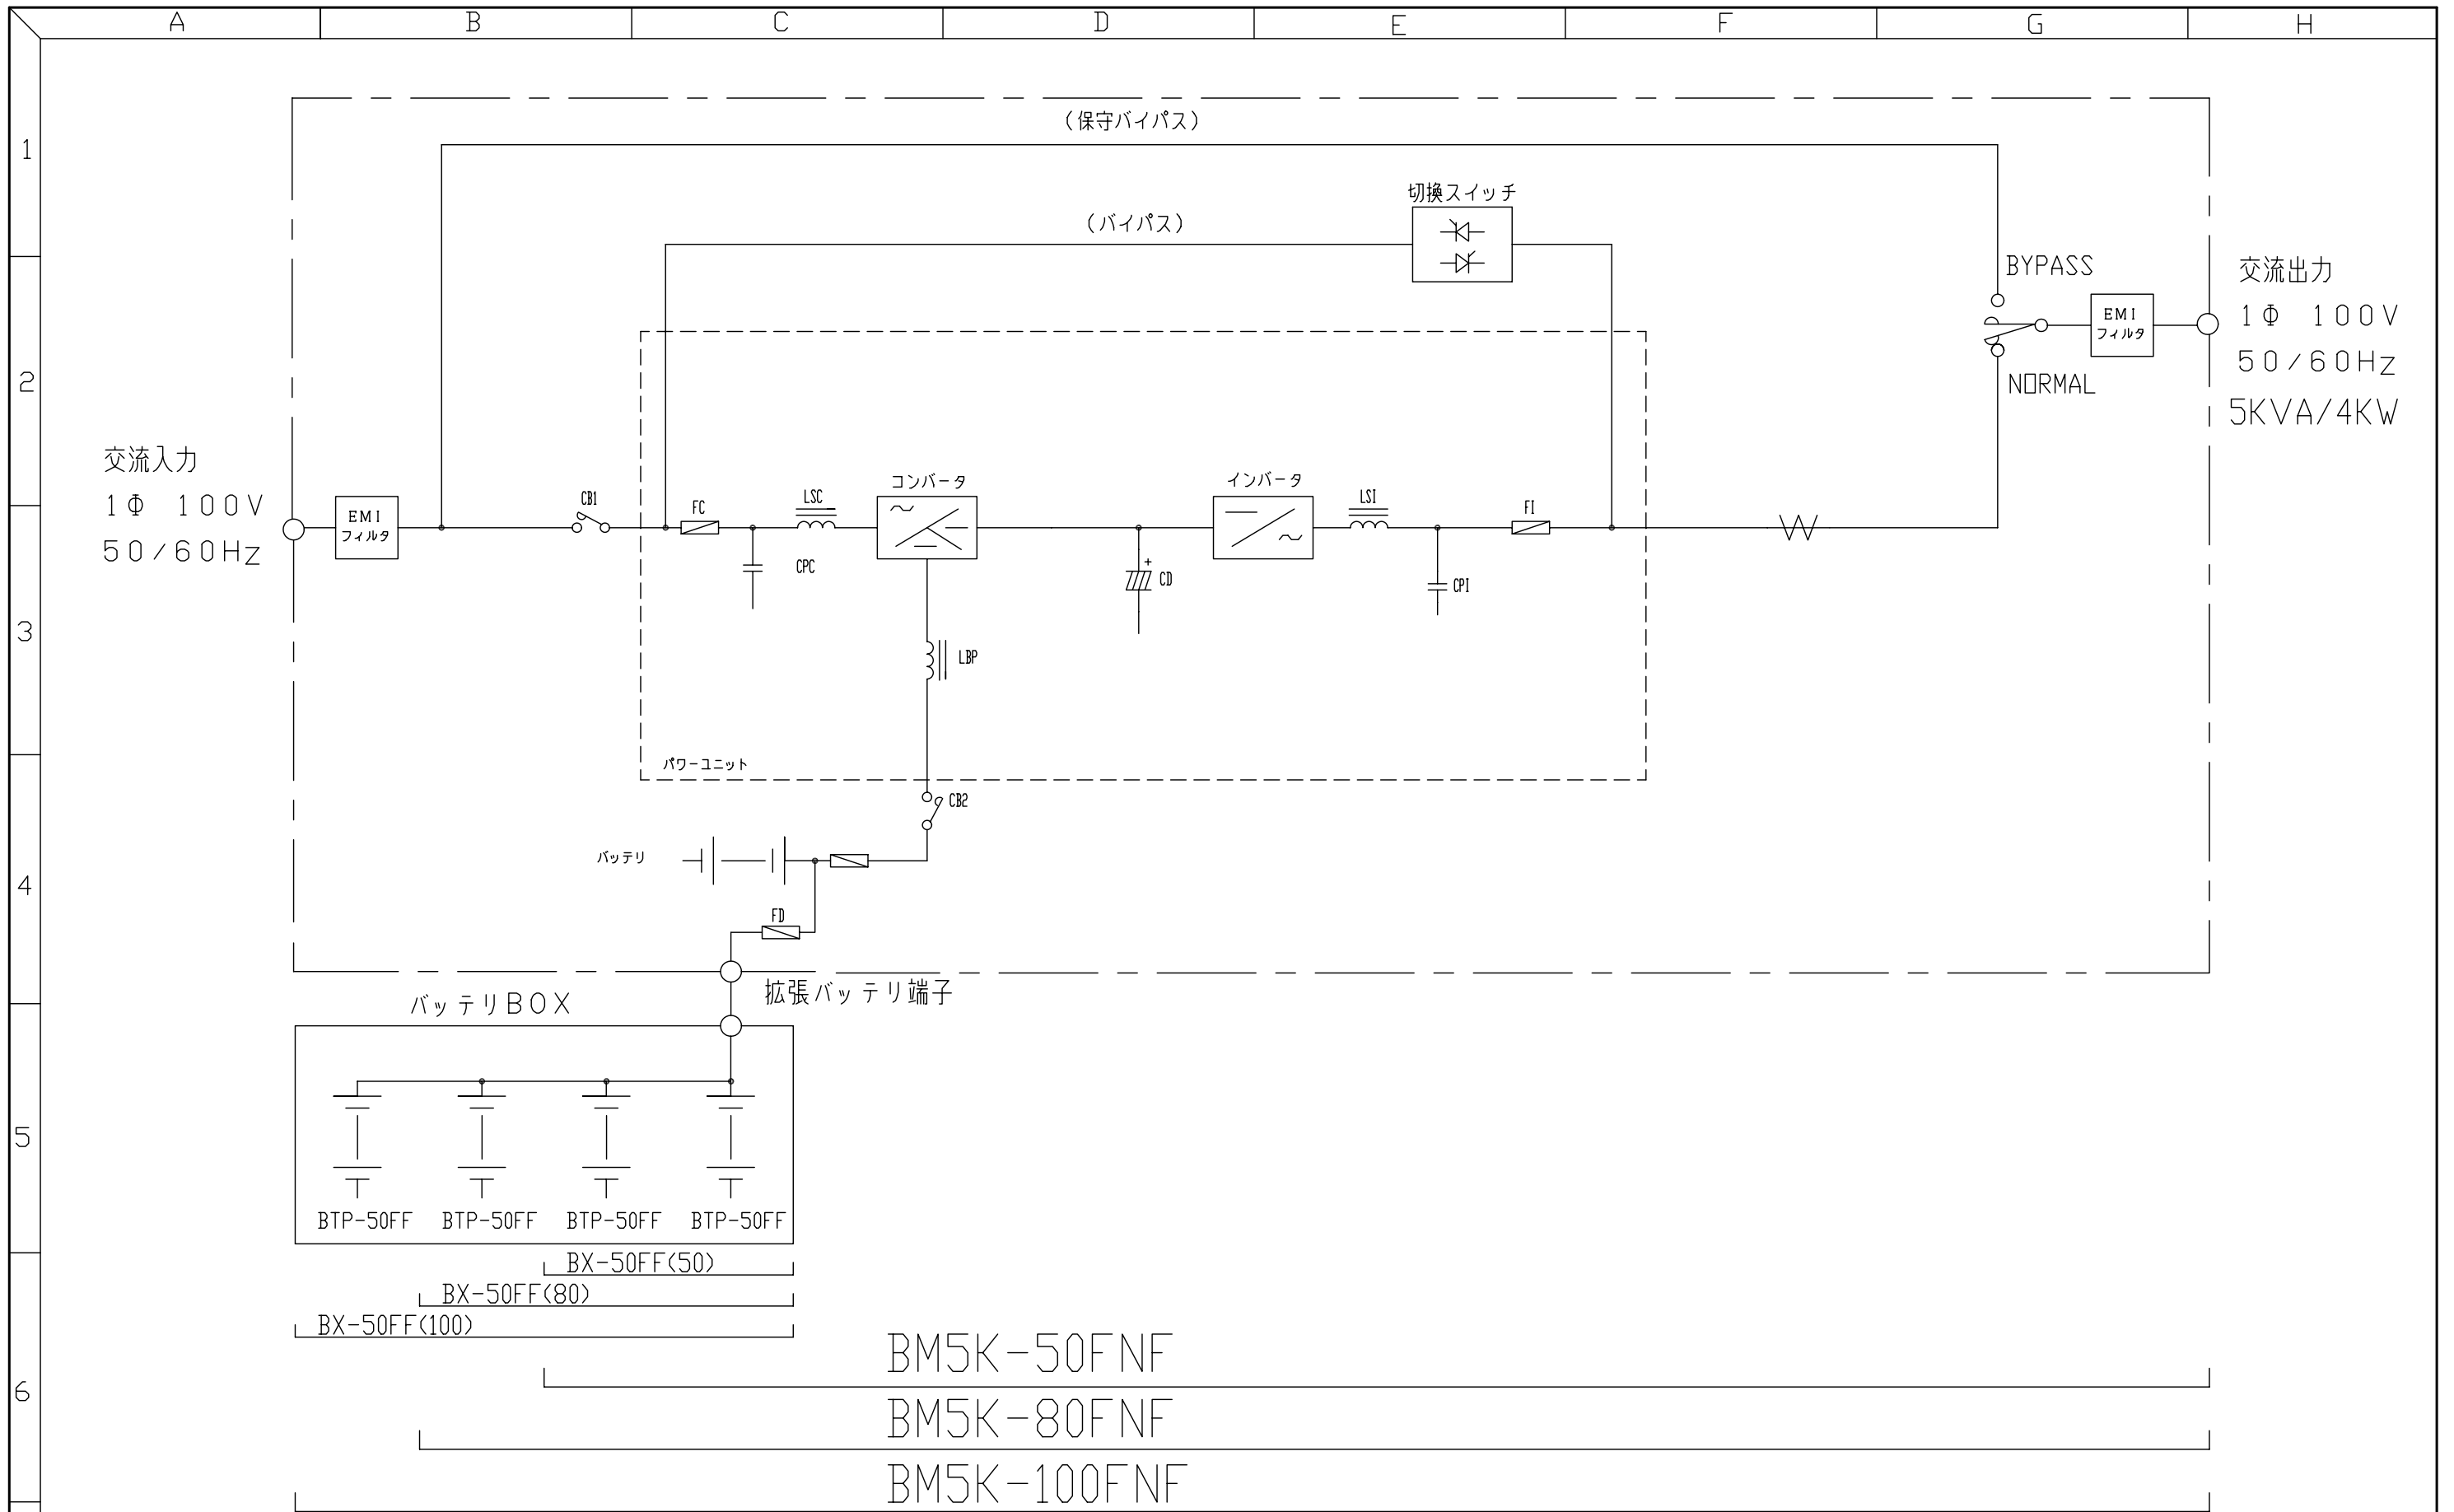 A B C D E F G H
1
2
3
4
5
6
(保守バイパス)
切換スイッチ
(バイパス)
BYPASS
NORMAL
EMI
フィルタ
交流出力
1Φ 100V
50/60Hz
5KVA/4KW
交流入力
1Φ 100V
50/60Hz
EMI
フィルタ
CB1
FC
LSC
CPC
コンバータ
CD
+
インバータ
LSI
CPI
FI
LBP
パワーユニット
CB2
バッテリ
FD
拡張バッテリ端子
バッテリBOX
BTP-50FF BTP-50FF BTP-50FF BTP-50FF
BX-50FF(50)
BX-50FF(80)
BX-50FF(100)
BM5K-50FNF
BM5K-80FNF
BM5K-100FNF